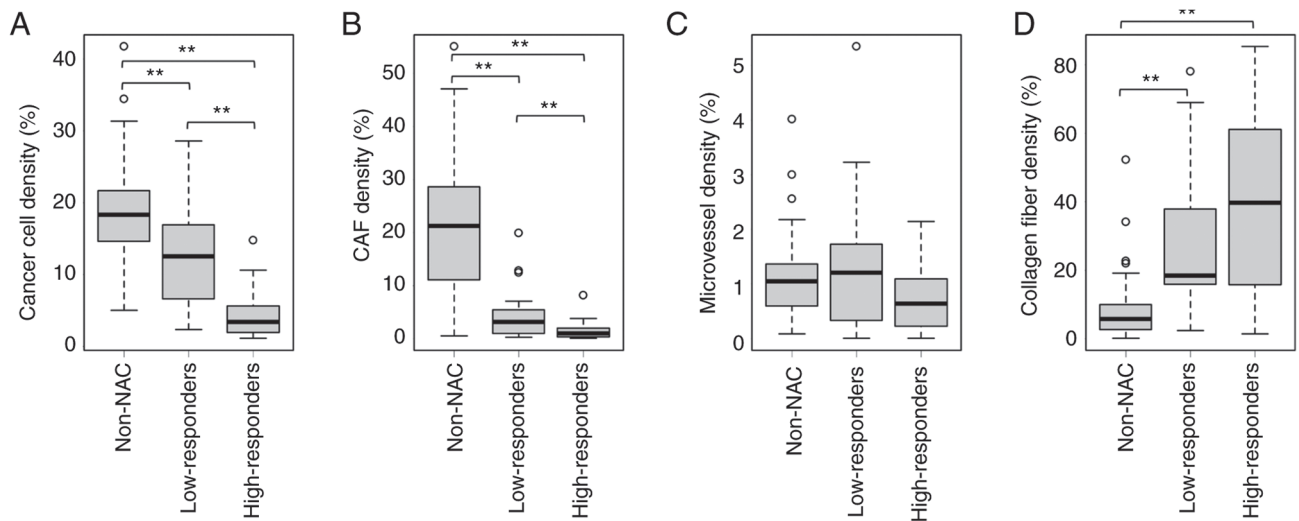 A
Cancer cell density (%)
40
30
20
10
0
**
**
**
Non-NAC
Low-responders
High-responders
B
CAF density (%)
50
40
30
20
10
0
**
**
**
Non-NAC
Low-responders
High-responders
C
Microvessel density (%)
5
4
3
2
1
0
Non-NAC
Low-responders
High-responders
D
Collagen fiber density (%)
80
60
40
20
0
**
**
Non-NAC
Low-responders
High-responders